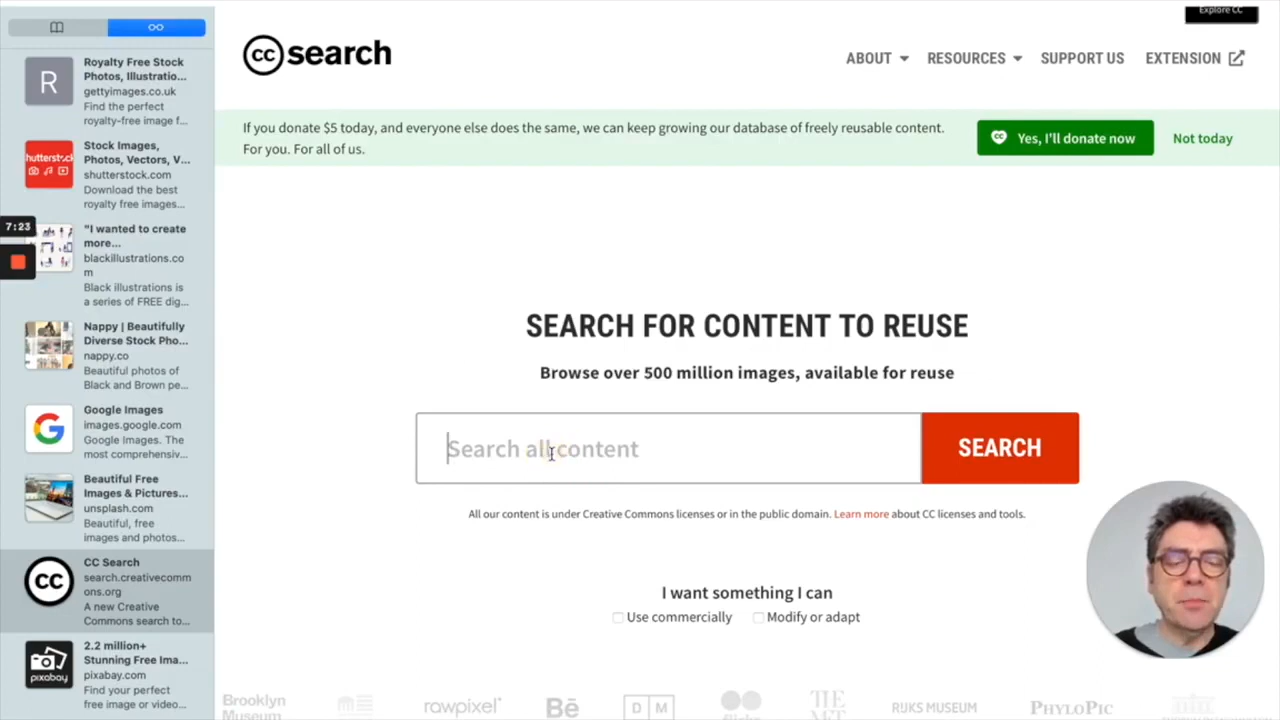 Royalty Free Stock
Photos, Illustratio...
gettyimages.co.uk
Find the perfect
royalty-free image f...
R
Stock Images,
Photos, Vectors, V...
shutterstock.com
Download the best
royalty free images...
hutterstock
7:23
"I wanted to create
more...
blackillustrations.co
m
Black illustrations is
a series of FREE dig...
Nappy | Beautifully
Diverse Stock Pho...
nappy.co
Beautiful photos of
Black and Brown pe...
Google Images
images.google.com
Google Images. The
most comprehensiv...
G
Beautiful Free
Images & Pictures...
unsplash.com
Beautiful, free
images and photos...
CC Search
search.creativecomm
ons.org
A new Creative
Commons search to...
cc
2.2 million+
Stunning Free Ima...
pixabay.com
Find your perfect
free image or video...
pixabay
Explore CC
cc search
ABOUT RESOURCES SUPPORT US EXTENSION
If you donate $5 today, and everyone else does the same, we can keep growing our database of freely reusable content.
For you. For all of us.
Yes, I'll donate now
Not today
SEARCH FOR CONTENT TO REUSE
Browse over 500 million images, available for reuse
Search all content
SEARCH
All our content is under Creative Commons licenses or in the public domain. Learn more about CC licenses and tools.
I want something I can
Use commercially Modify or adapt
Brooklyn
Museum
rawpixel
Bē
D M
flickr
THE
MET
RIJKS MUSEUM
PHYLOPIC